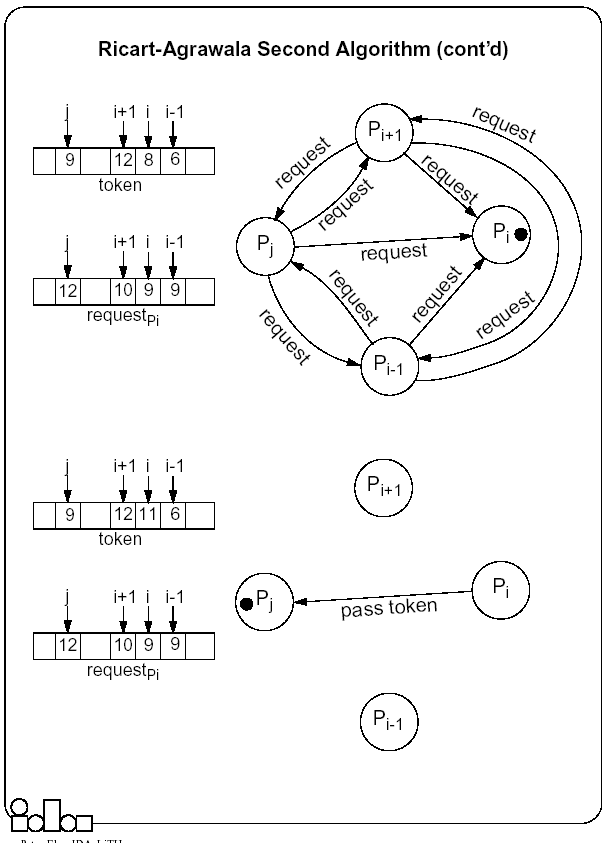 Ricart-Agrawala Second Algorithm (cont'd)
j i+1 i i-1
9 12 8 6
token
j i+1 i i-1
12 10 9 9
requestPi
Pi+1
request
request
request
request
Pj
request
Pi
request
request
request
request
Pi-1
j i+1 i i-1
9 12 11 6
token
j i+1 i i-1
12 10 9 9
requestPi
Pi+1
Pj
pass token
Pi
Pi-1